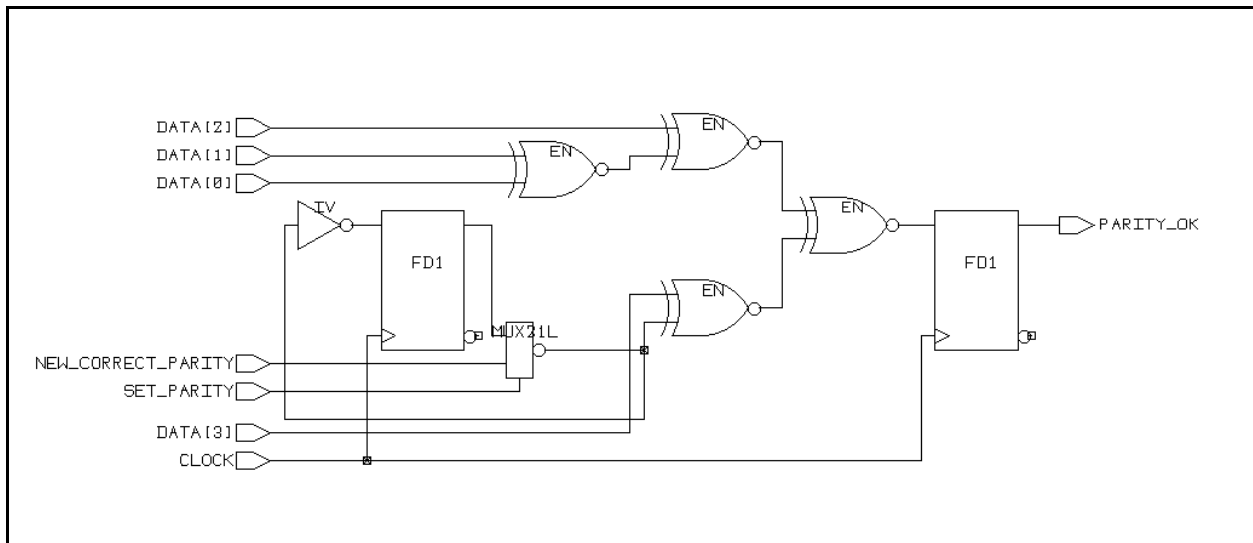 DATA[2]
EN
DATA[1]
EN
DATA[0]
IV
EN
PARITY_OK
FD1
FD1
EN
MUX21L
NEW_CORRECT_PARITY
SET_PARITY
DATA[3]
CLOCK